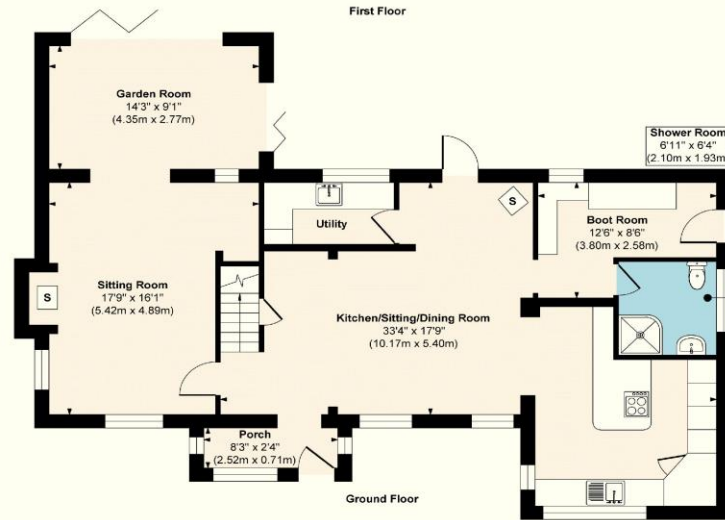 First Floor
Garden Room
14'3" x 9'1"
(4.35m x 2.77m)
Shower Room
6'11" x 6'4"
(2.10m x 1.93m)
S
Utility
Boot Room
12'6" x 8'6"
(3.80m x 2.58m)
Sitting Room
17'9" x 16'1"
(5.42m x 4.89m)
S
Kitchen/Sitting/Dining Room
33'4" x 17'9"
(10.17m x 5.40m)
Porch
8'3" x 2'4"
(2.52m x 0.71m)
Ground Floor